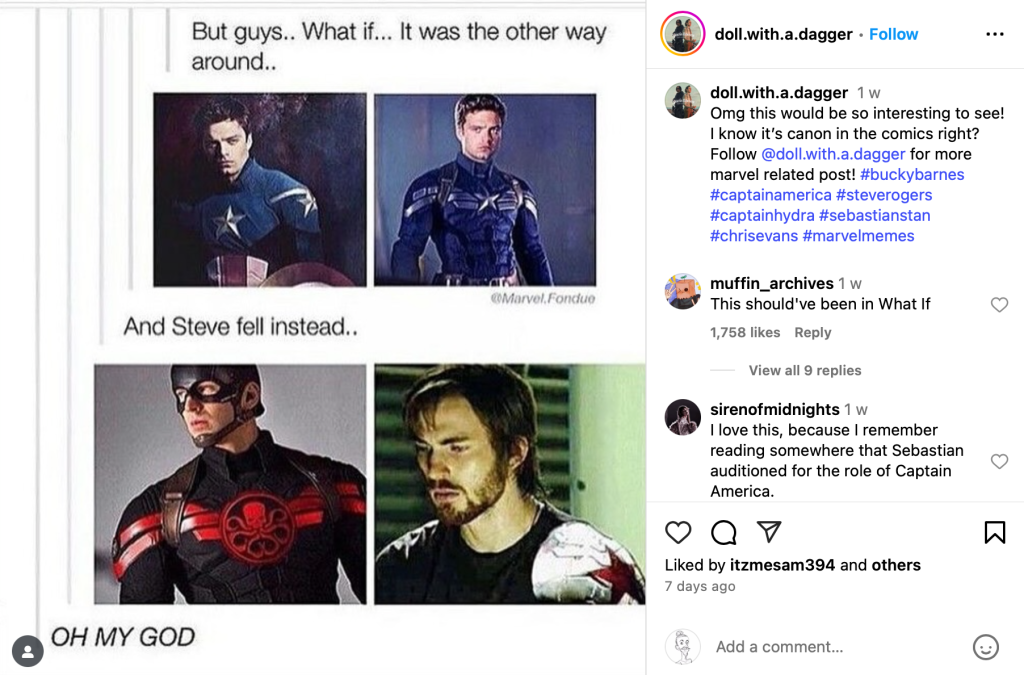 But guys.. What if... It was the other way
around..
@Marvel.Fondue
And Steve fell instead..
OH MY GOD
doll.with.a.dagger • Follow
doll.with.a.dagger 1 w
Omg this would be so interesting to see!
I know it’s canon in the comics right?
Follow @doll.with.a.dagger for more
marvel related post! #buckybarnes
#captainamerica #steverogers
#captainhydra #sebastianstan
#chrisevans #marvelmemes
muffin_archives 1 w
This should've been in What If
1,758 likes Reply
View all 9 replies
sirenofmidnights 1 w
I love this, because I remember
reading somewhere that Sebastian
auditioned for the role of Captain
America.
Liked by itzmesam394 and others
7 days ago
Add a comment...